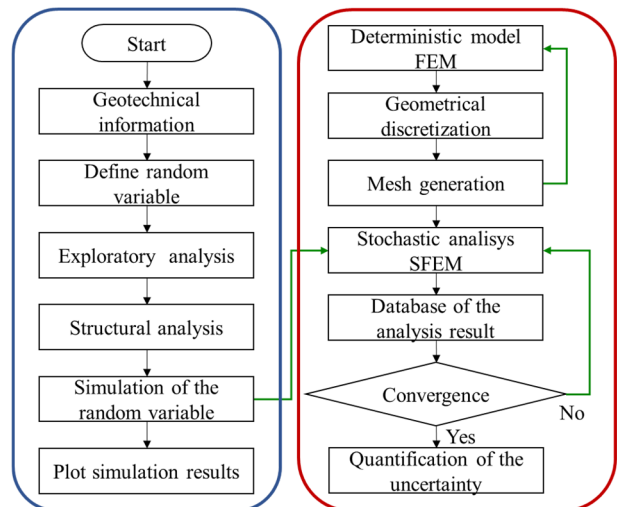 Start
Geotechnical
information
Define random
variable
Exploratory analysis
Structural analysis
Simulation of the
random variable
Plot simulation results
Deterministic model
FEM
Geometrical
discretization
Mesh generation
Stochastic analisys
SFEM
Database of the
analysis result
Convergence
No
Yes
Quantification of the
uncertainty